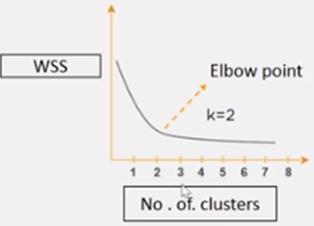 WSS
Elbow point
k=2
1 2 3 4 5 6 7 8
No . of. clusters